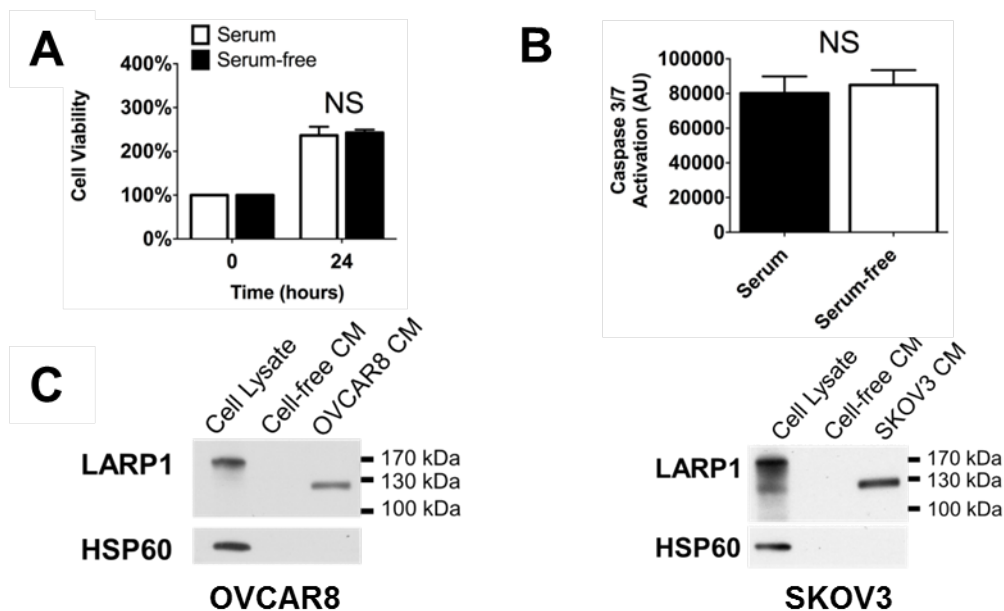 A
Serum
Serum-free
400%
300%
200%
100%
0%
Cell Viability
NS
0
24
Time (hours)
B
NS
100000
80000
60000
40000
20000
0
Caspase 3/7
Activation (AU)
Serum
Serum-free
C
Cell Lysate
Cell-free CM
OVCAR8 CM
LARP1
170 kDa
130 kDa
100 kDa
HSP60
OVCAR8
Cell Lysate
Cell-free CM
SKOV3 CM
LARP1
170 kDa
130 kDa
100 kDa
HSP60
SKOV3